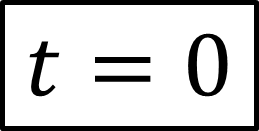 t = 0